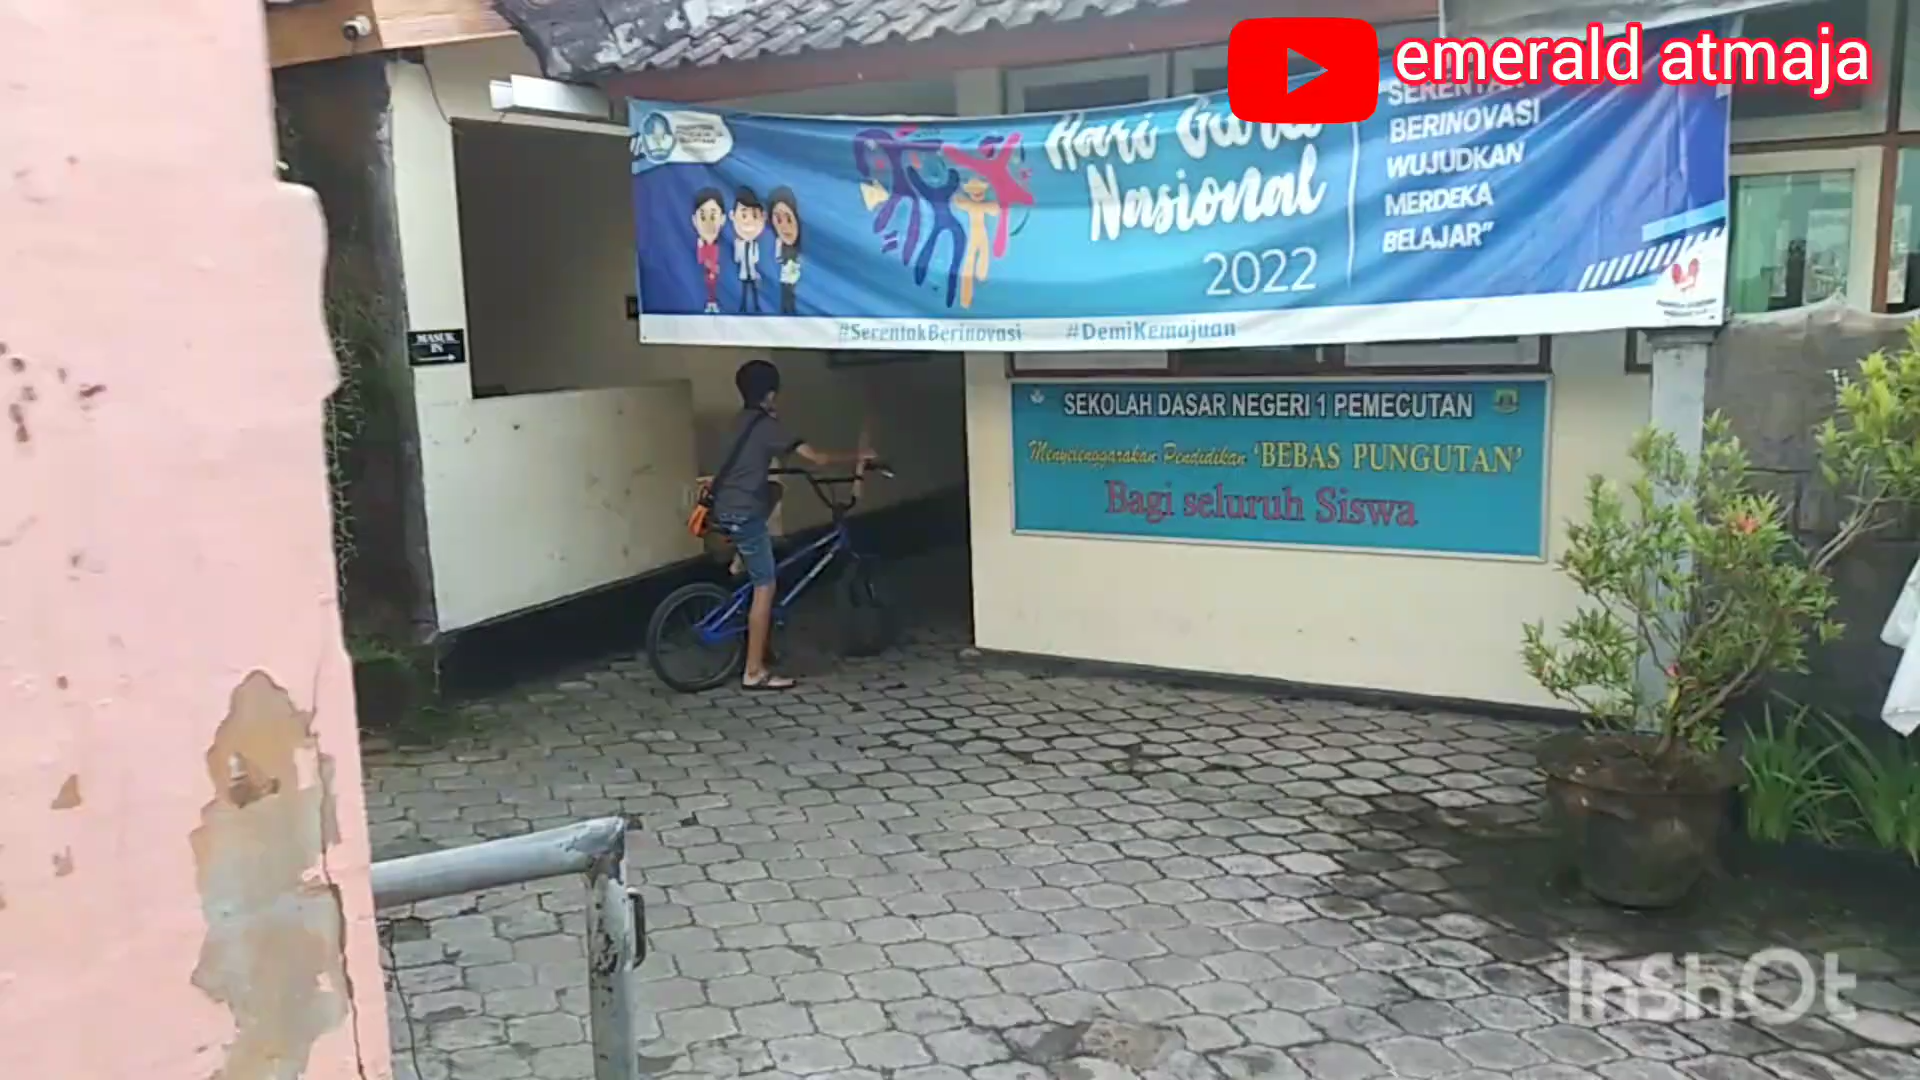 emerald atmaja
Hari Guru
Nasional
2022
SERENTAK
BERINOVASI
WUJUDKAN
MERDEKA
BELAJAR"
#SerentakBerinovasi #DemiKemajuan
MASUK
IN
SEKOLAH DASAR NEGERI 1 PEMECUTAN
Menyelenggarakan Pendidikan 'BEBAS PUNGUTAN'
Bagi seluruh Siswa
InShOt